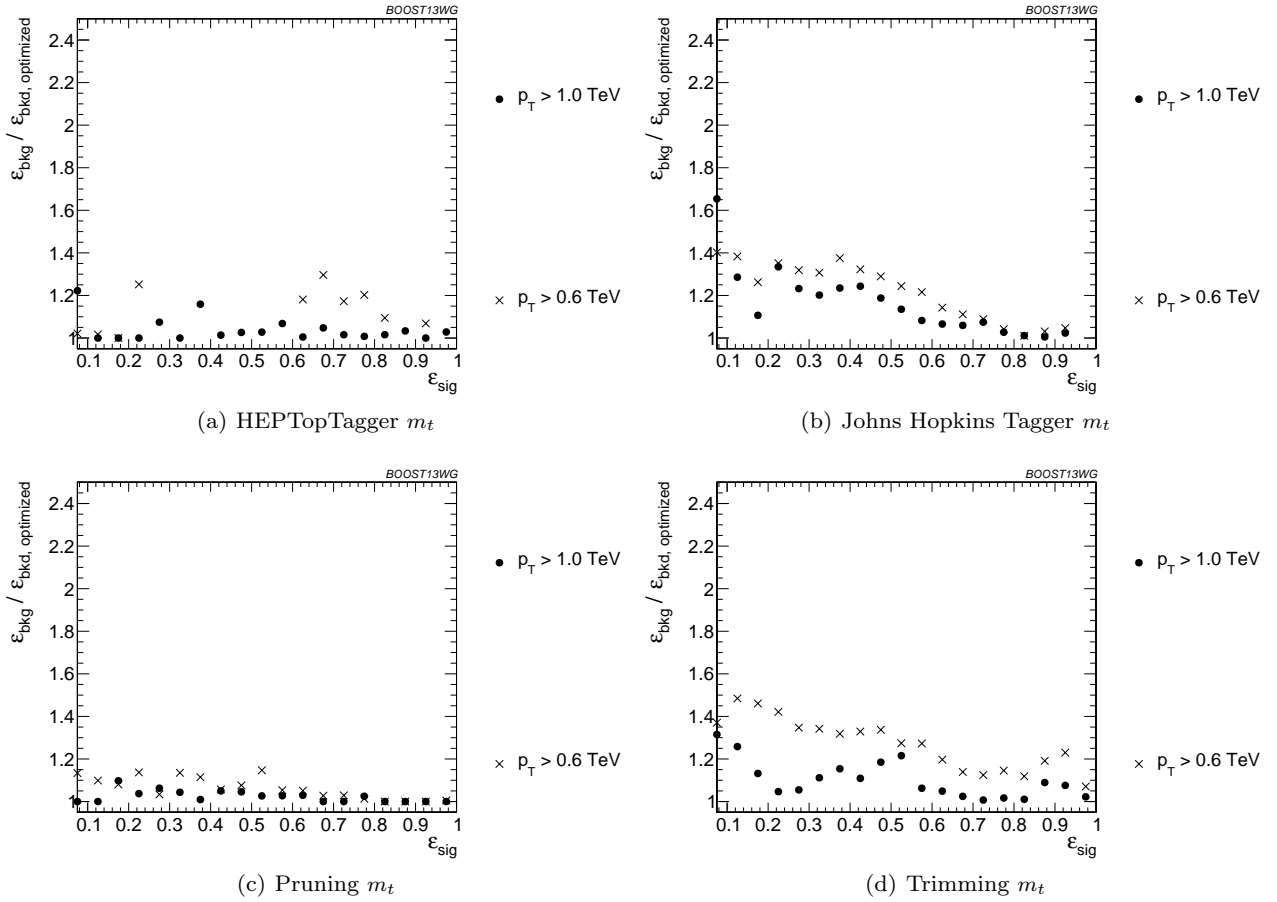 BOOST13WG
ε_bkg / ε_bkd, optimized
2.4
2.2
2
1.8
1.6
1.4
1.2
1
0.1 0.2 0.3 0.4 0.5 0.6 0.7 0.8 0.9 1
ε_sig
p_T > 1.0 TeV
p_T > 0.6 TeV
(a) HEPTopTagger m_t
BOOST13WG
ε_bkg / ε_bkd, optimized
2.4
2.2
2
1.8
1.6
1.4
1.2
1
0.1 0.2 0.3 0.4 0.5 0.6 0.7 0.8 0.9 1
ε_sig
p_T > 1.0 TeV
p_T > 0.6 TeV
(b) Johns Hopkins Tagger m_t
BOOST13WG
ε_bkg / ε_bkd, optimized
2.4
2.2
2
1.8
1.6
1.4
1.2
1
0.1 0.2 0.3 0.4 0.5 0.6 0.7 0.8 0.9 1
ε_sig
p_T > 1.0 TeV
p_T > 0.6 TeV
(c) Pruning m_t
BOOST13WG
ε_bkg / ε_bkd, optimized
2.4
2.2
2
1.8
1.6
1.4
1.2
1
0.1 0.2 0.3 0.4 0.5 0.6 0.7 0.8 0.9 1
ε_sig
p_T > 1.0 TeV
p_T > 0.6 TeV
(d) Trimming m_t